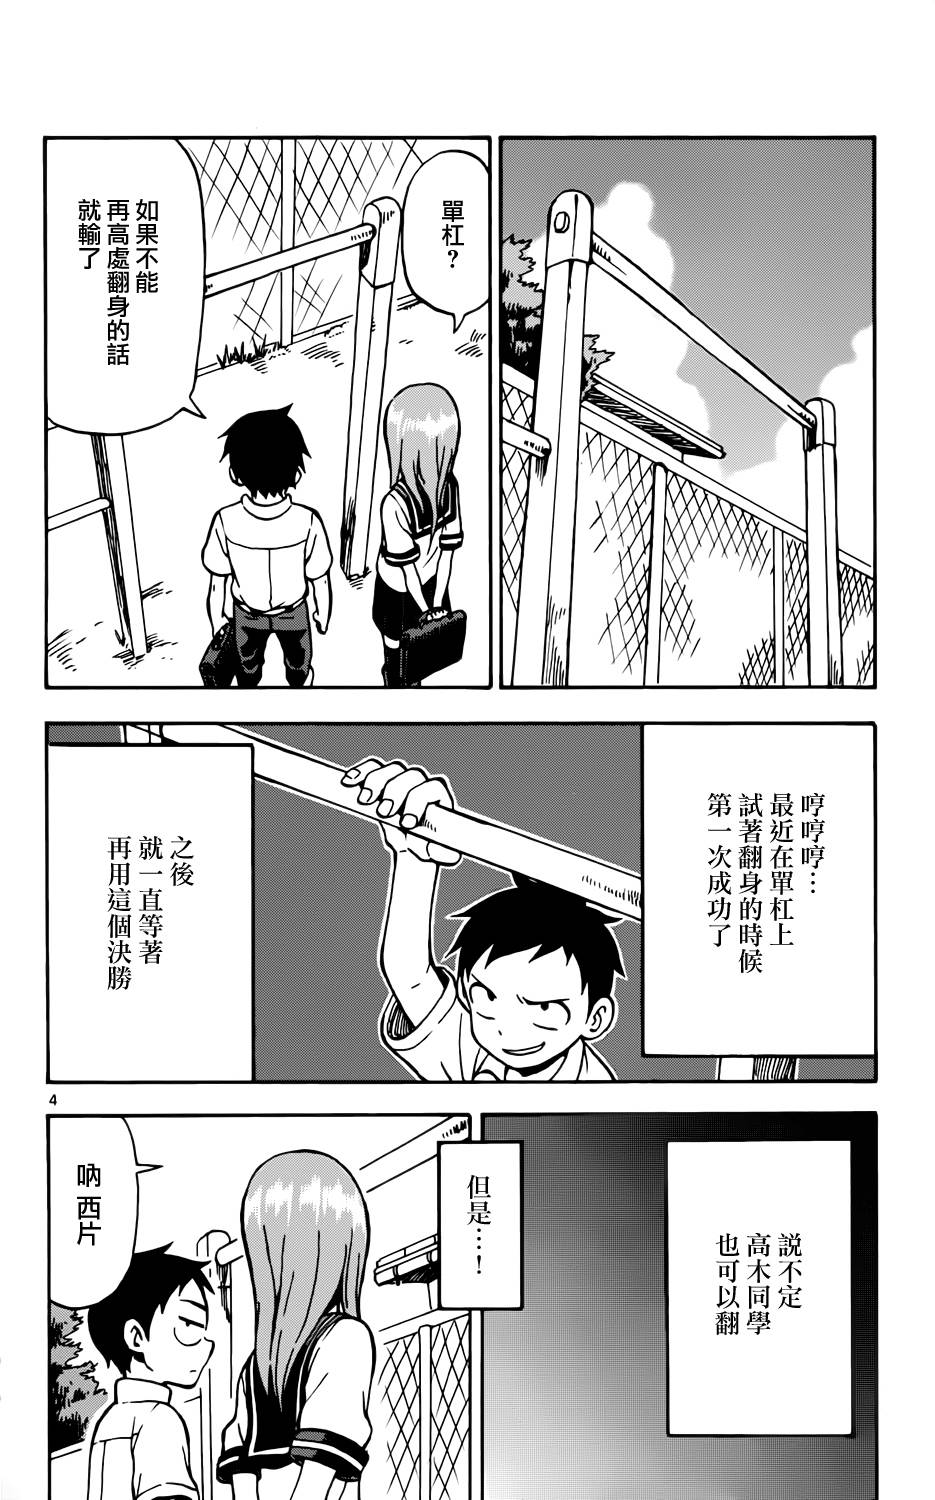 單杠?
如果不能
再高處翻身的話
就輸了
哼哼哼…
最近在單杠上
試著翻身的時候
第一次成功了
之後
就一直等著
再用這個決勝
4
説不定
高木同學
也可以翻
但是…!
吶 西片